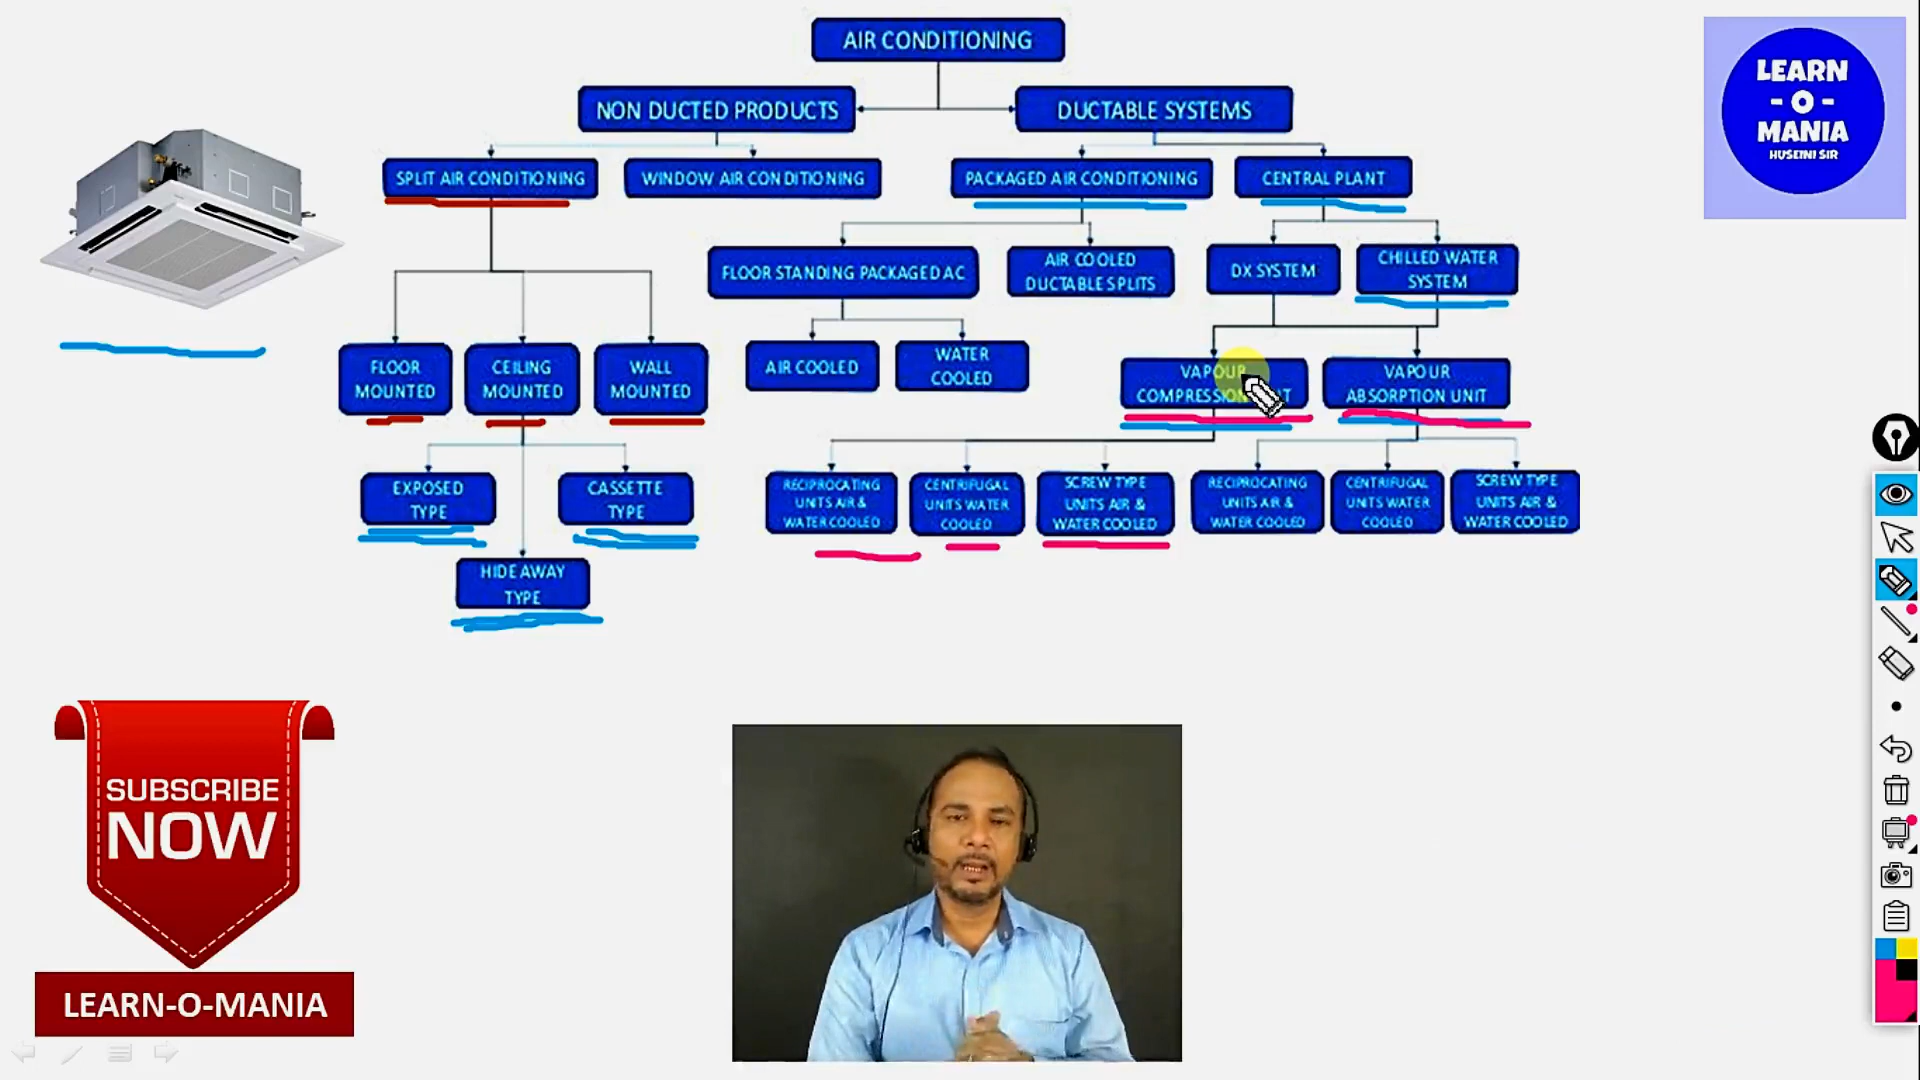 AIR CONDITIONING
NON DUCTED PRODUCTS
DUCTABLE SYSTEMS
SPLIT AIR CONDITIONING
WINDOW AIR CONDITIONING
PACKAGED AIR CONDITIONING
CENTRAL PLANT
FLOOR STANDING PACKAGED AC
AIR COOLED
DUCTABLE SPLITS
DX SYSTEM
CHILLED WATER
SYSTEM
FLOOR
MOUNTED
CEILING
MOUNTED
WALL
MOUNTED
AIR COOLED
WATER
COOLED
VAPOUR
VAPOUR
ABSORPTION UNIT
EXPOSED
TYPE
CASSETTE
TYPE
HIDE AWAY
TYPE
RECIPROCATING
UNITS AIR &
WATER COOLED
CENTRIFUGAL
UNITS WATER
COOLED
SCREW TYPE
UNITS AIR &
WATER COOLED
RECIPROCATING
UNITS AIR &
WATER COOLED
CENTRIFUGAL
UNITS WATER
COOLED
SCREW TYPE
UNITS AIR &
WATER COOLED
LEARN
- O -
MANIA
HUSEINI SIR
SUBSCRIBE
NOW
LEARN-O-MANIA